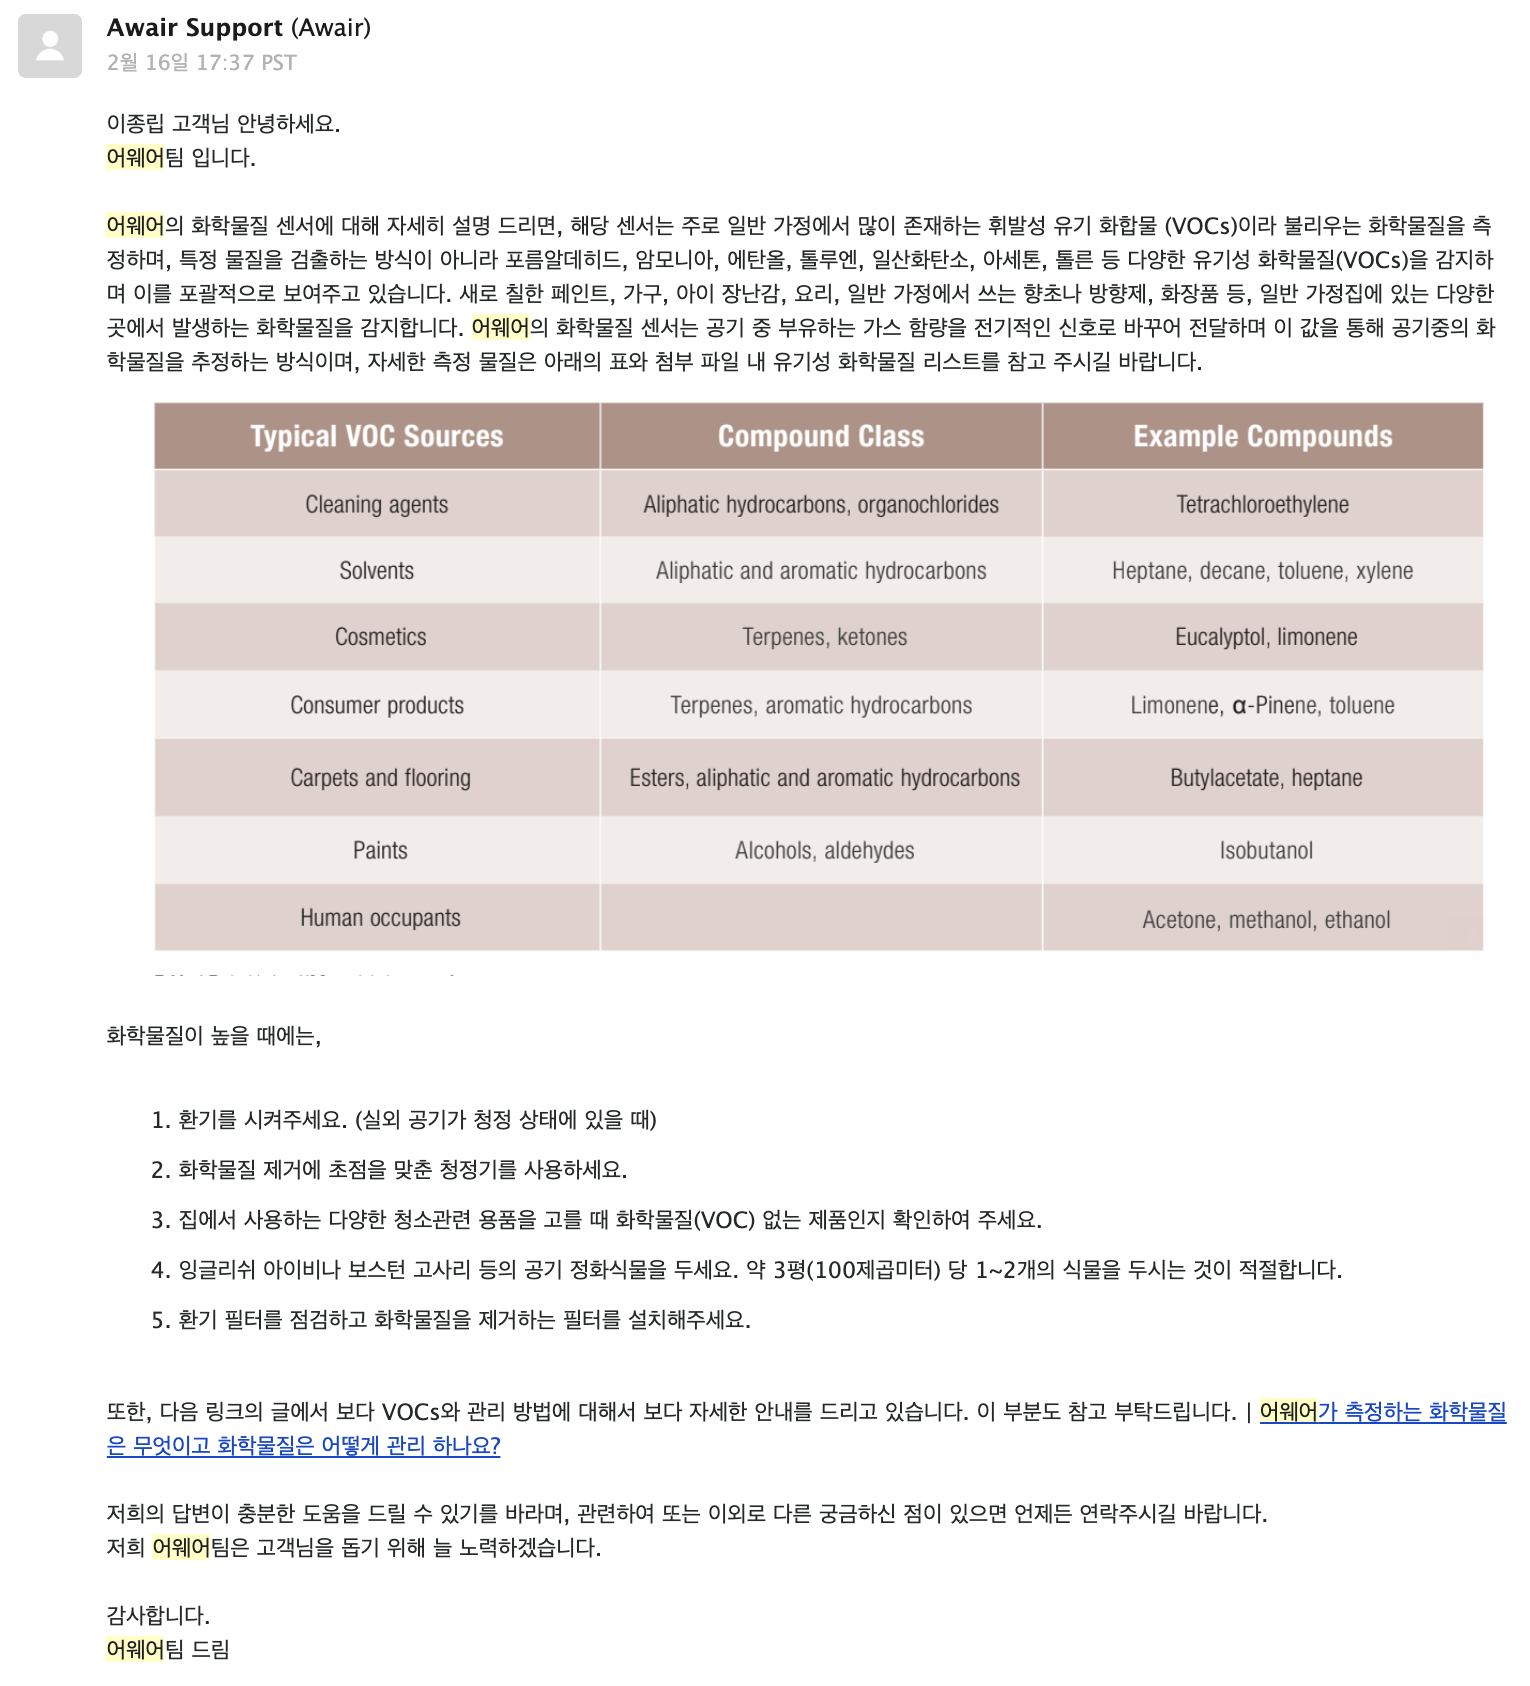 Awair Support (Awair)
2월 16일 17:37 PST
이종립 고객님 안녕하세요.
어웨어팀 입니다.
어웨어의 화학물질 센서에 대해 자세히 설명 드리면, 해당 센서는 주로 일반 가정에서 많이 존재하는 휘발성 유기 화합물 (VOCs)이라 불리우는 화학물질을 측
정하며, 특정 물질을 검출하는 방식이 아니라 포름알데히드, 암모니아, 에탄올, 톨루엔, 일산화탄소, 아세톤, 톨른 등 다양한 유기성 화학물질(VOCs)을 감지하
며 이를 포괄적으로 보여주고 있습니다. 새로 칠한 페인트, 가구, 아이 장난감, 요리, 일반 가정에서 쓰는 향초나 방향제, 화장품 등, 일반 가정집에 있는 다양한
곳에서 발생하는 화학물질을 감지합니다. 어웨어의 화학물질 센서는 공기 중 부유하는 가스 함량을 전기적인 신호로 바꾸어 전달하며 이 값을 통해 공기중의 화
학물질을 추정하는 방식이며, 자세한 측정 물질은 아래의 표와 첨부 파일 내 유기성 화학물질 리스트를 참고 주시길 바랍니다.
Typical VOC Sources Compound Class Example Compounds
Cleaning agents Aliphatic hydrocarbons, organochlorides Tetrachloroethylene
Solvents Aliphatic and aromatic hydrocarbons Heptane, decane, toluene, xylene
Cosmetics Terpenes, ketones Eucalyptol, limonene
Consumer products Terpenes, aromatic hydrocarbons Limonene, α-Pinene, toluene
Carpets and flooring Esters, aliphatic and aromatic hydrocarbons Butylacetate, heptane
Paints Alcohols, aldehydes Isobutanol
Human occupants Acetone, methanol, ethanol
화학물질이 높을 때에는,
1. 환기를 시켜주세요. (실외 공기가 청정 상태에 있을 때)
2. 화학물질 제거에 초점을 맞춘 청정기를 사용하세요.
3. 집에서 사용하는 다양한 청소관련 용품을 고를 때 화학물질(VOC) 없는 제품인지 확인하여 주세요.
4. 잉글리쉬 아이비나 보스턴 고사리 등의 공기 정화식물을 두세요. 약 3평(100제곱미터) 당 1~2개의 식물을 두시는 것이 적절합니다.
5. 환기 필터를 점검하고 화학물질을 제거하는 필터를 설치해주세요.
또한, 다음 링크의 글에서 보다 VOCs와 관리 방법에 대해서 보다 자세한 안내를 드리고 있습니다. 이 부분도 참고 부탁드립니다. | 어웨어가 측정하는 화학물질
은 무엇이고 화학물질은 어떻게 관리 하나요?
저희의 답변이 충분한 도움을 드릴 수 있기를 바라며, 관련하여 또는 이외로 다른 궁금하신 점이 있으면 언제든 연락주시길 바랍니다.
저희 어웨어팀은 고객님을 돕기 위해 늘 노력하겠습니다.
감사합니다.
어웨어팀 드림